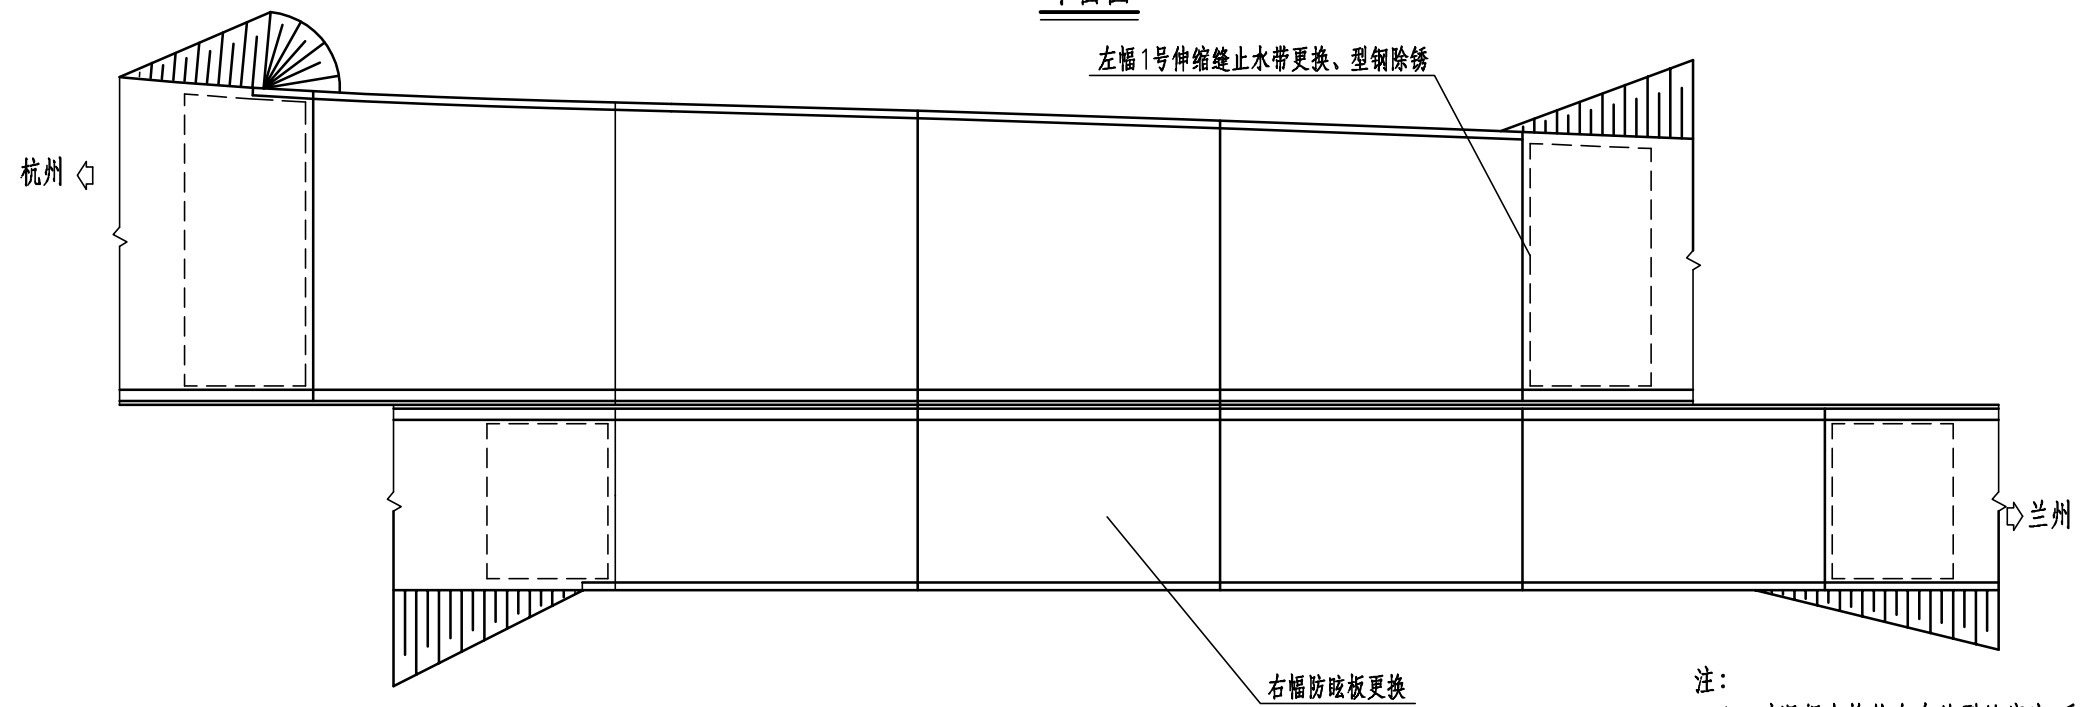 左幅1号伸缩缝止水带更换、型钢除锈
杭州
兰州
右幅防眩板更换
注：